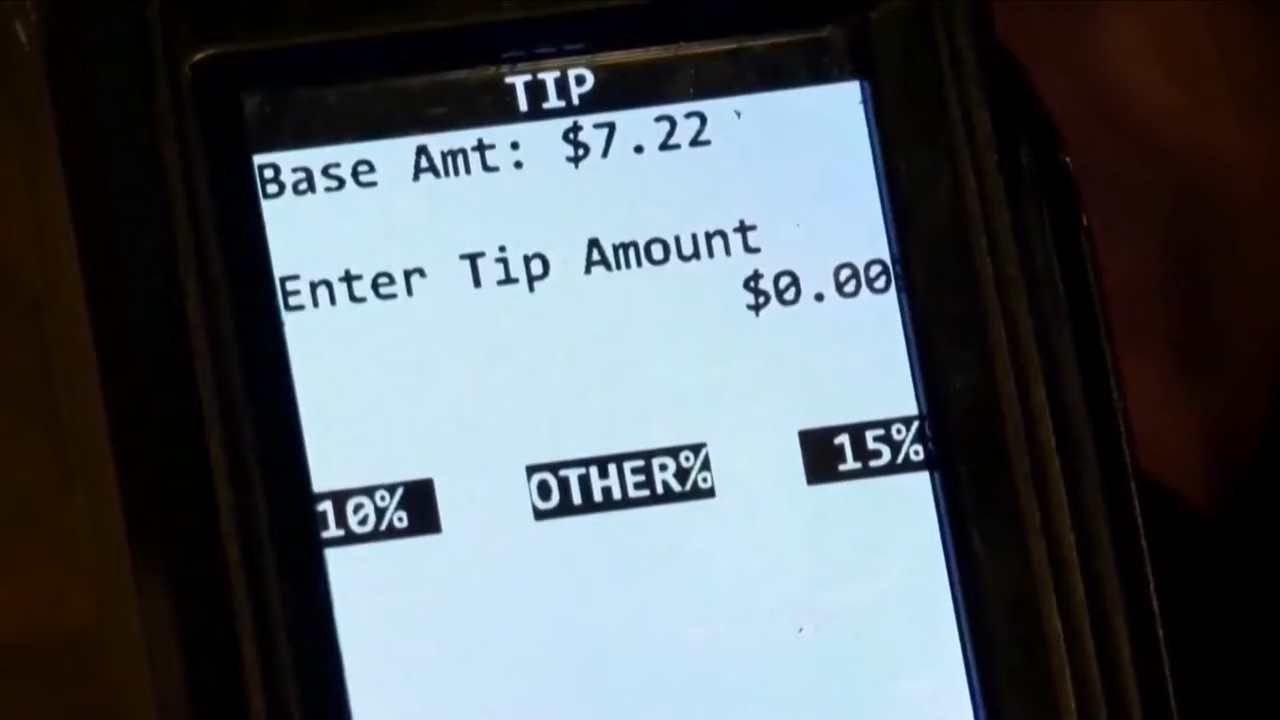 TIP
Base Amt: $7.22
Enter Tip Amount
$0.00
10% OTHER% 15%